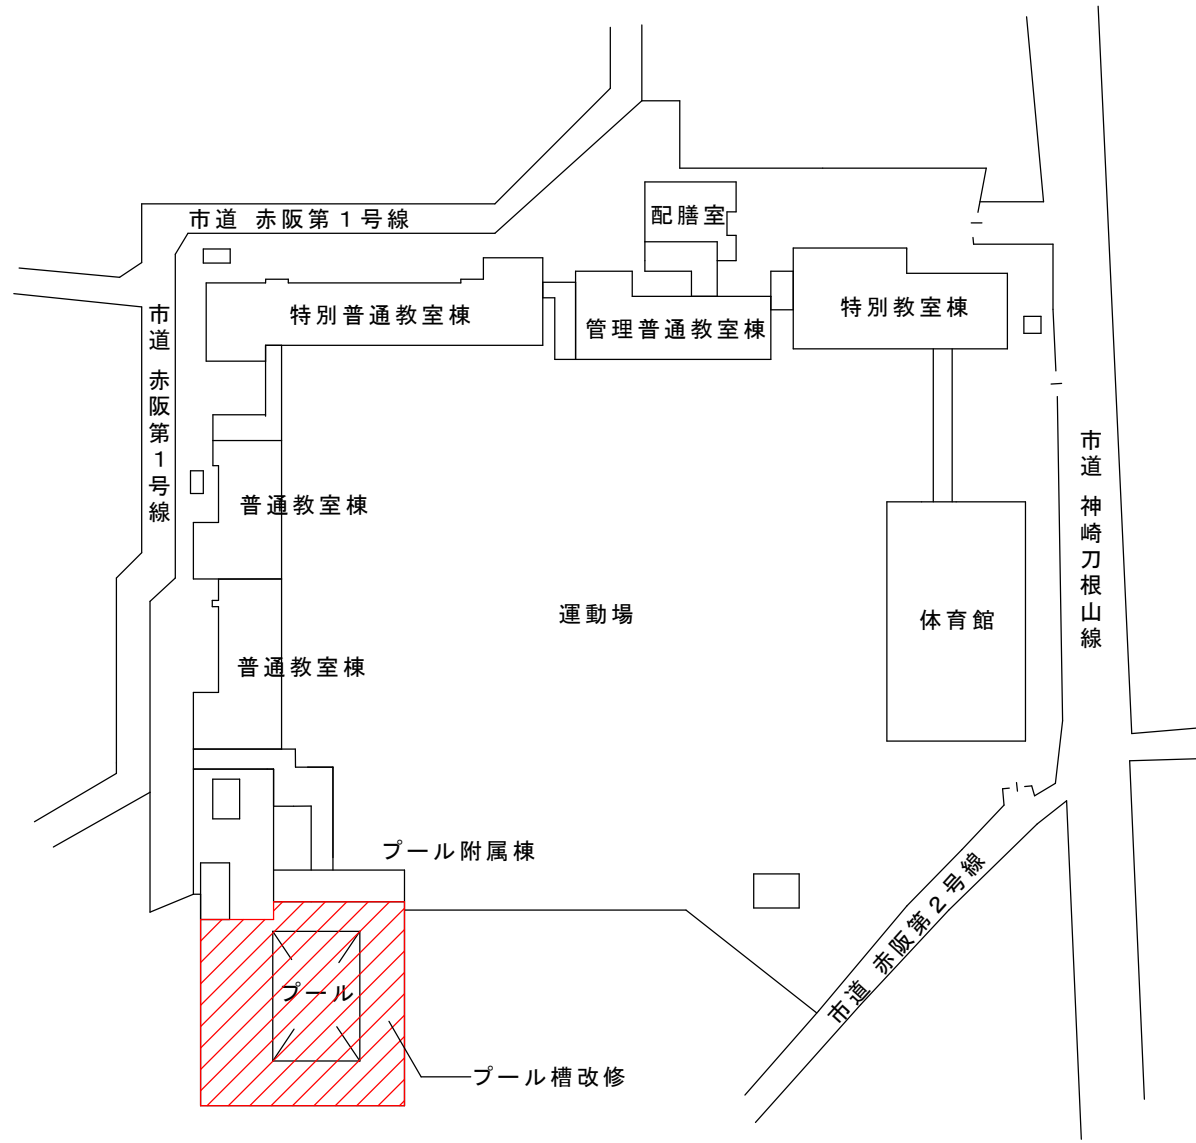 配膳室
市道 赤阪第１号線
特別教室棟
特別普通教室棟
管理普通教室棟
市道 赤阪第１号線
市道 神崎刀根山線
普通教室棟
運動場
体育館
普通教室棟
プール附属棟
市道 赤阪第２号線
プール
プール槽改修